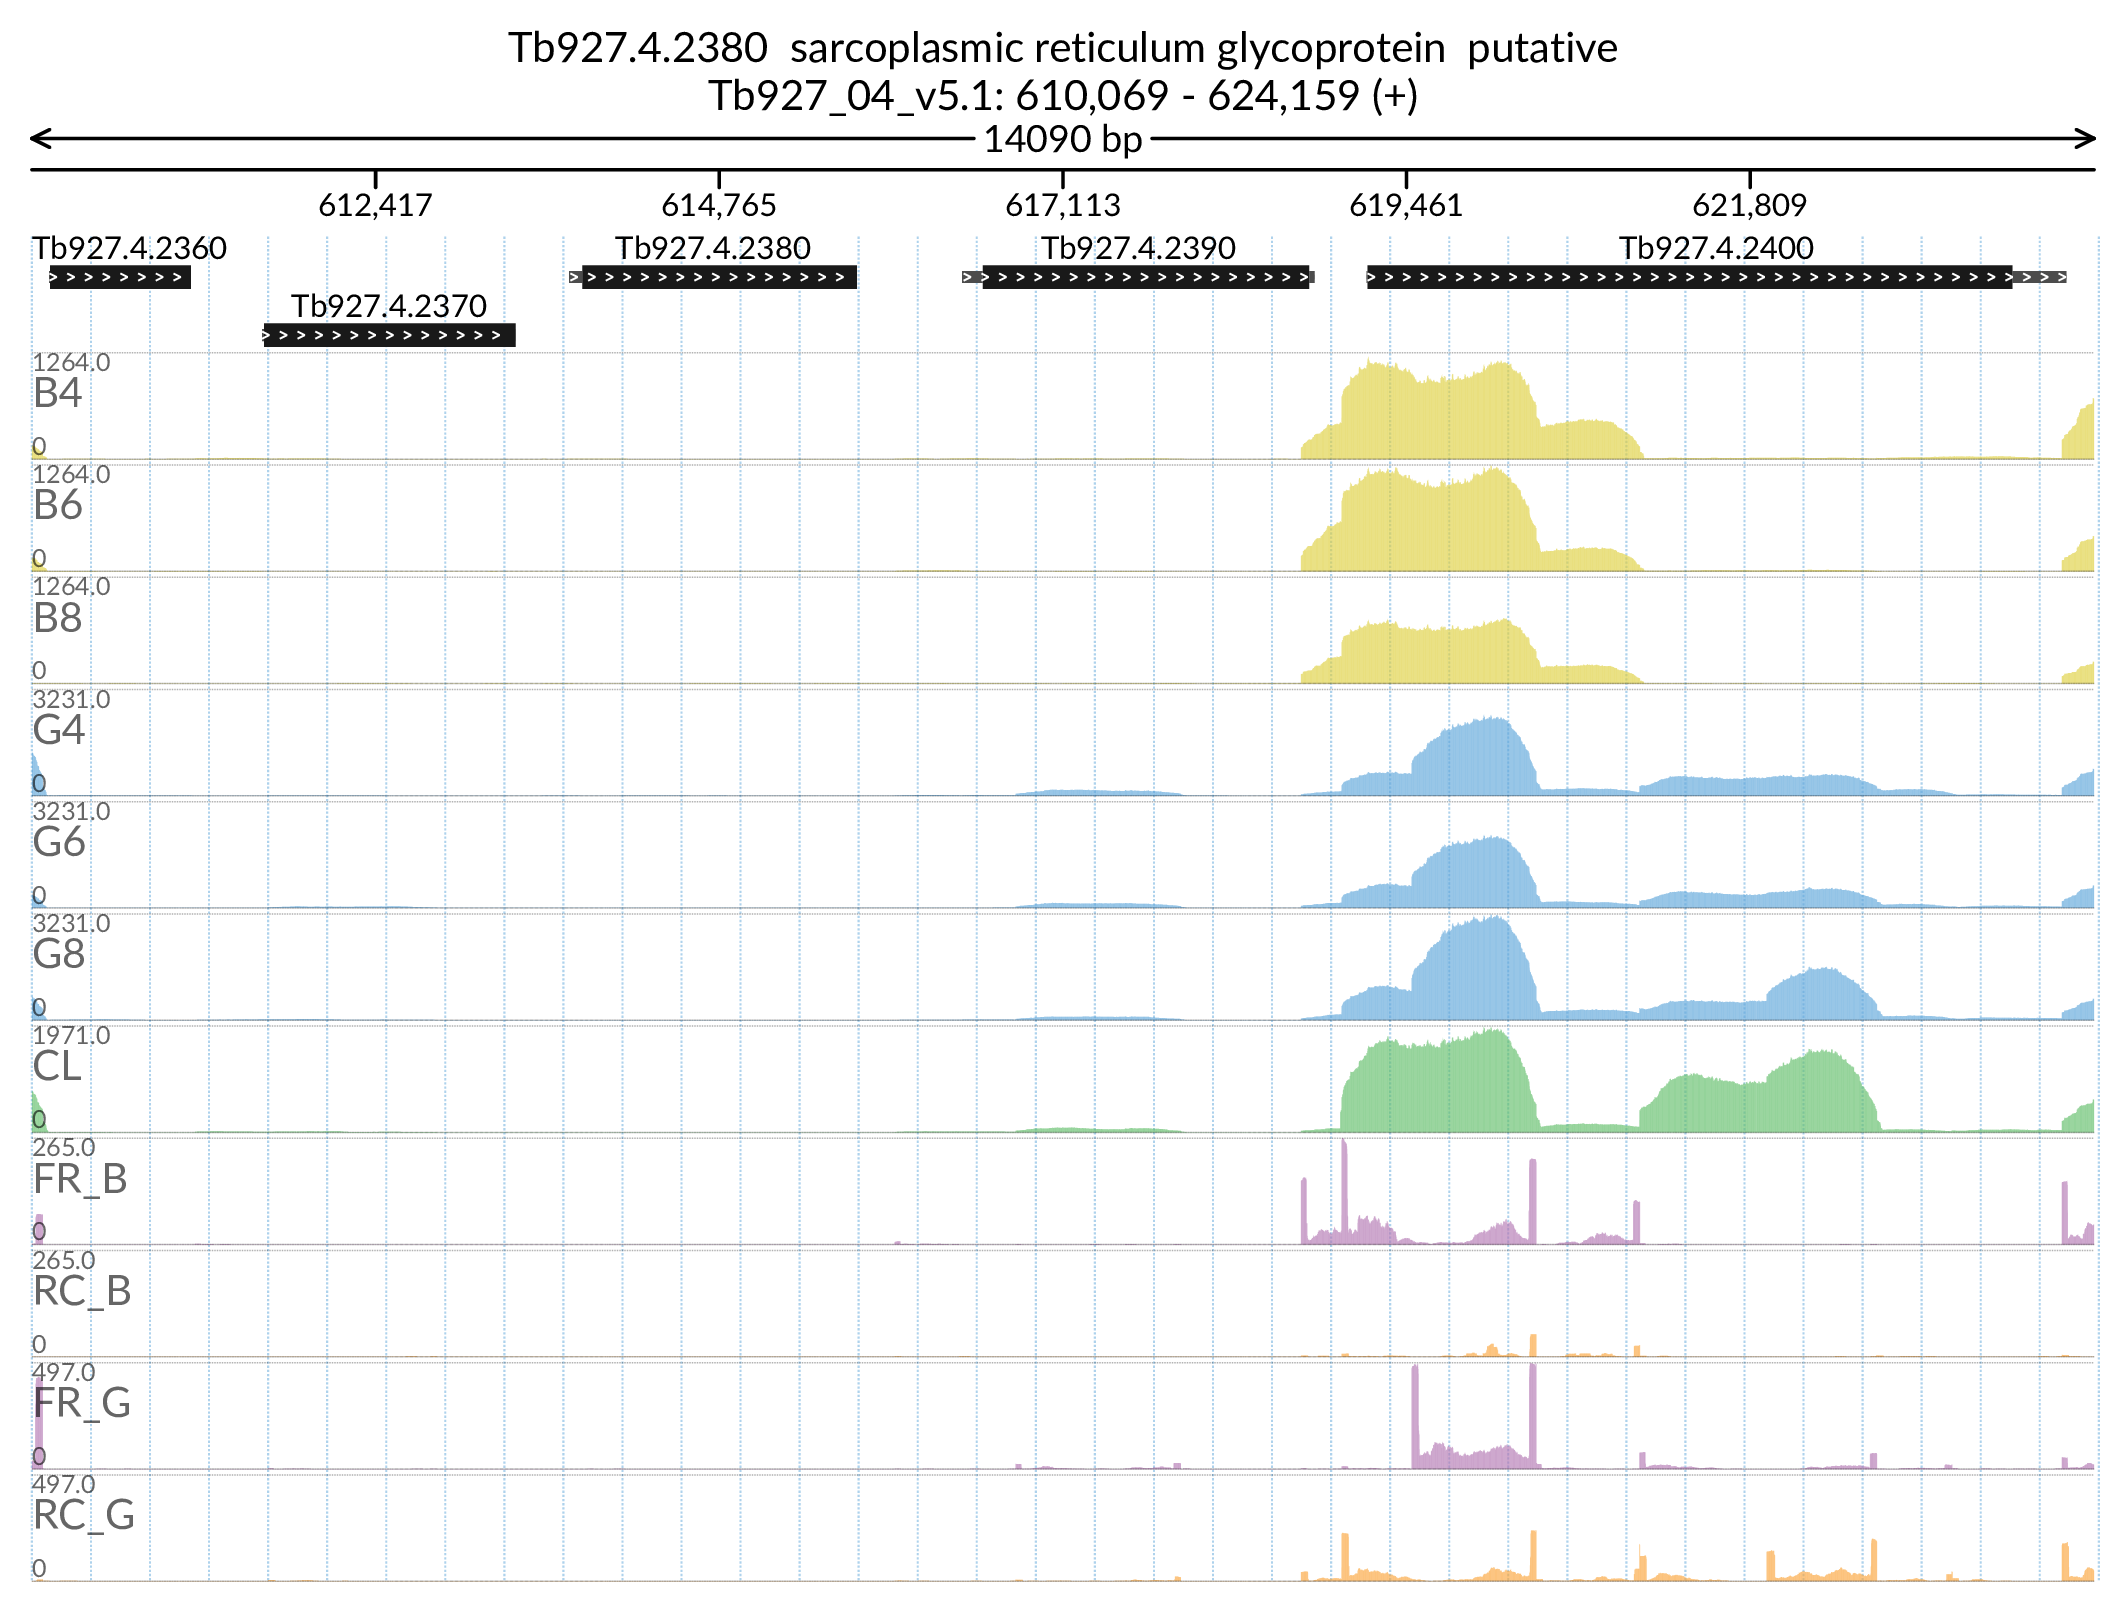 Tb927.4.2380  sarcoplasmic reticulum glycoprotein  putative
Tb927_04_v5.1: 610,069 - 624,159 (+)
14090 bp
612,417 614,765 617,113 619,461 621,809
Tb927.4.2360 Tb927.4.2380 Tb927.4.2390 Tb927.4.2400
Tb927.4.2370
1264.0
B4
0
1264.0
B6
0
1264.0
B8
0
3231.0
G4
0
3231.0
G6
0
3231.0
G8
0
1971.0
CL
0
265.0
FR_B
0
265.0
RC_B
0
497.0
FR_G
0
497.0
RC_G
0